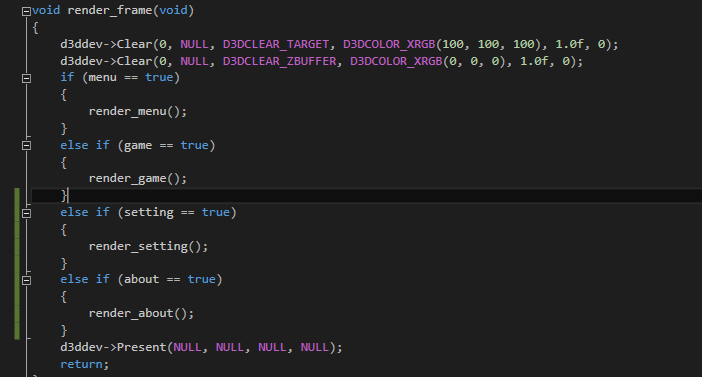 void render_frame(void)
{
    d3ddev->Clear(0, NULL, D3DCLEAR_TARGET, D3DCOLOR_XRGB(100, 100, 100), 1.0f, 0);
    d3ddev->Clear(0, NULL, D3DCLEAR_ZBUFFER, D3DCOLOR_XRGB(0, 0, 0), 1.0f, 0);
    if (menu == true)
    {
        render_menu();
    }
    else if (game == true)
    {
        render_game();
    }
    else if (setting == true)
    {
        render_setting();
    }
    else if (about == true)
    {
        render_about();
    }
    d3ddev->Present(NULL, NULL, NULL, NULL);
    return;
}